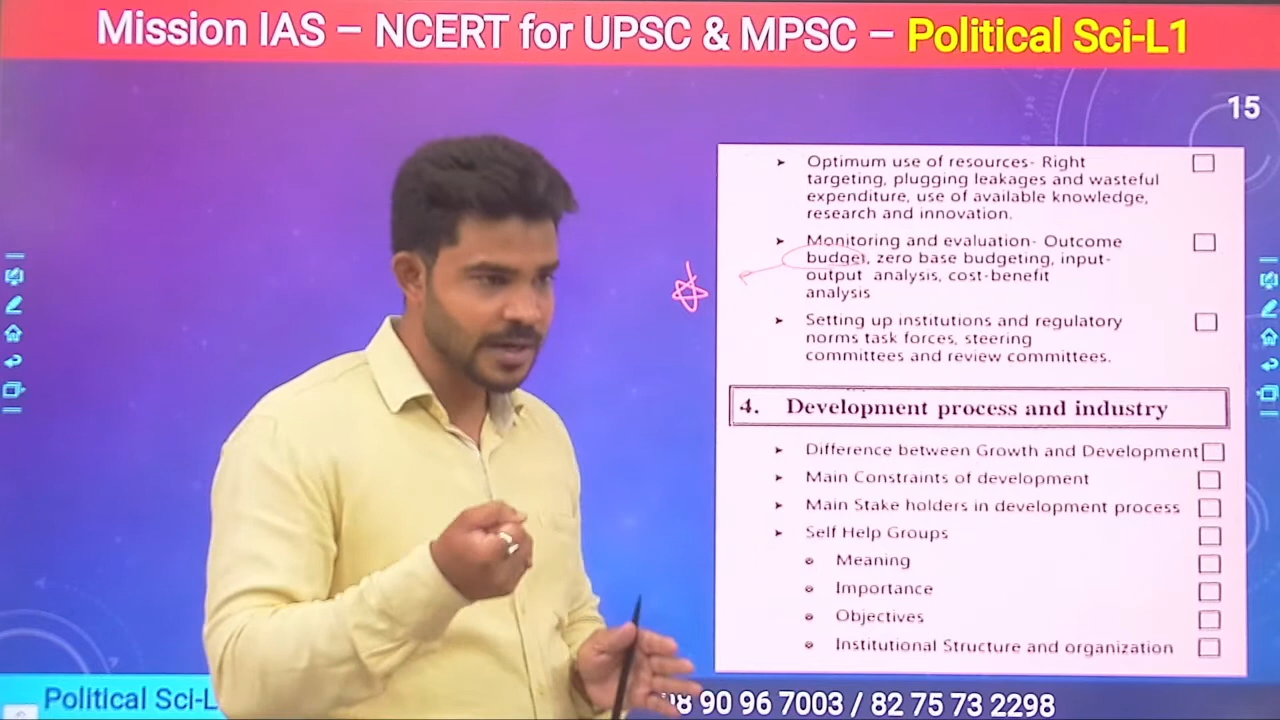 Mission IAS – NCERT for UPSC & MPSC – Political Sci-L1
15
➤ Optimum use of resources- Right
targeting, plugging leakages and wasteful
expenditure, use of available knowledge,
research and innovation.
➤ Monitoring and evaluation- Outcome
budget, zero base budgeting, input-
output analysis, cost-benefit
analysis
➤ Setting up institutions and regulatory
norms task forces, steering
committees and review committees.
4. Development process and industry
➤ Difference between Growth and Development
➤ Main Constraints of development
➤ Main Stake holders in development process
➤ Self Help Groups
Meaning
Importance
Objectives
Institutional Structure and organization
Political Sci-L
90 96 7003 / 82 75 73 2298